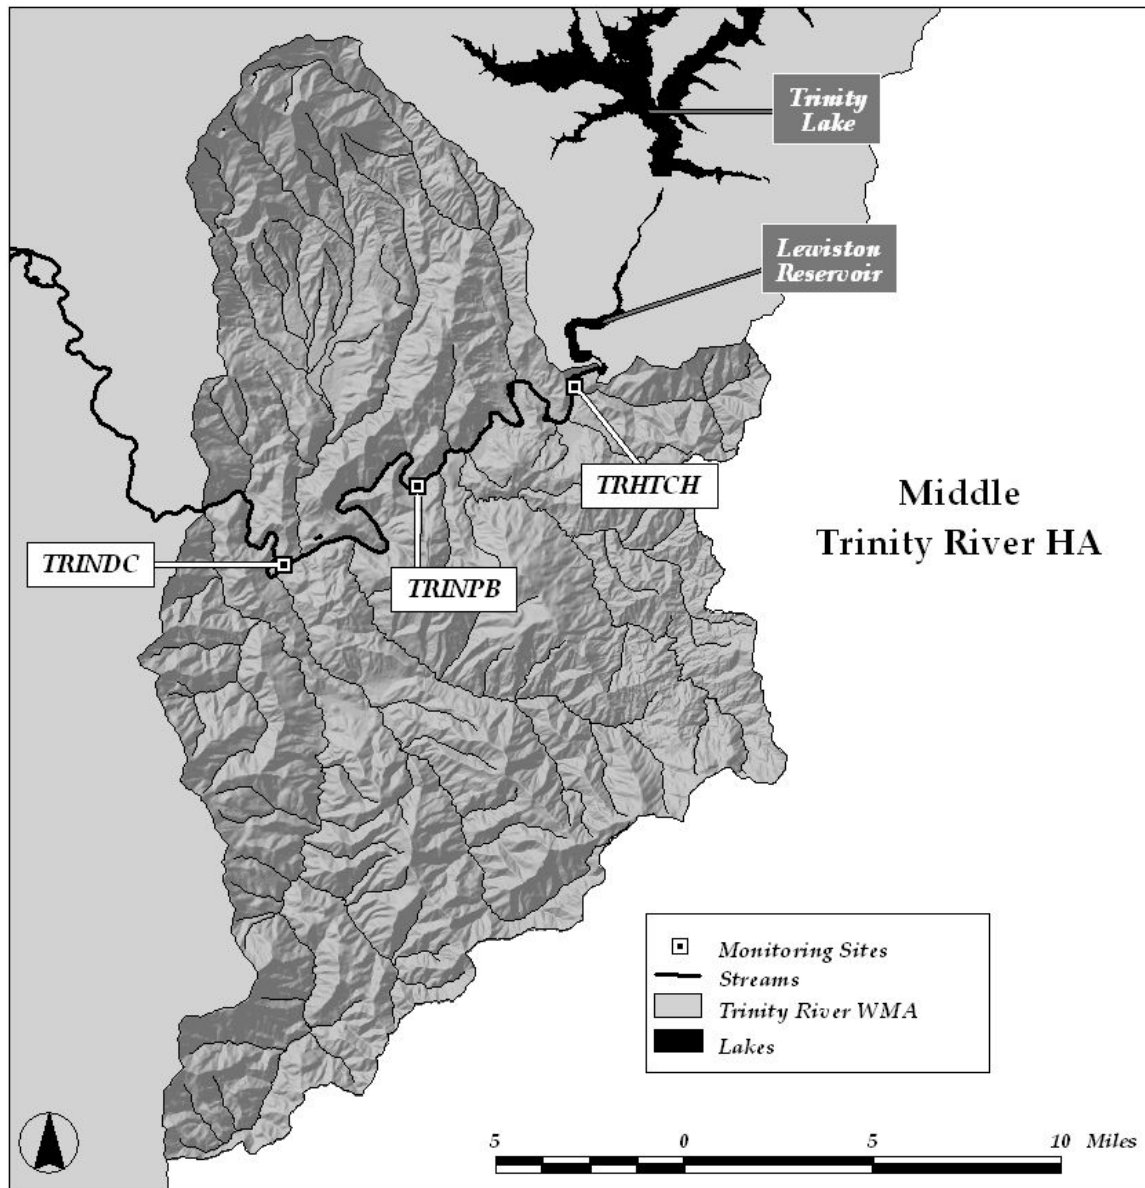 Trinity
Lake
Lewiston
Reservoir
TRHTCH
Middle
Trinity River HA
TRINDC
TRINPB
Monitoring Sites
Streams
Trinity River WMA
Lakes
5 0 5 10 Miles